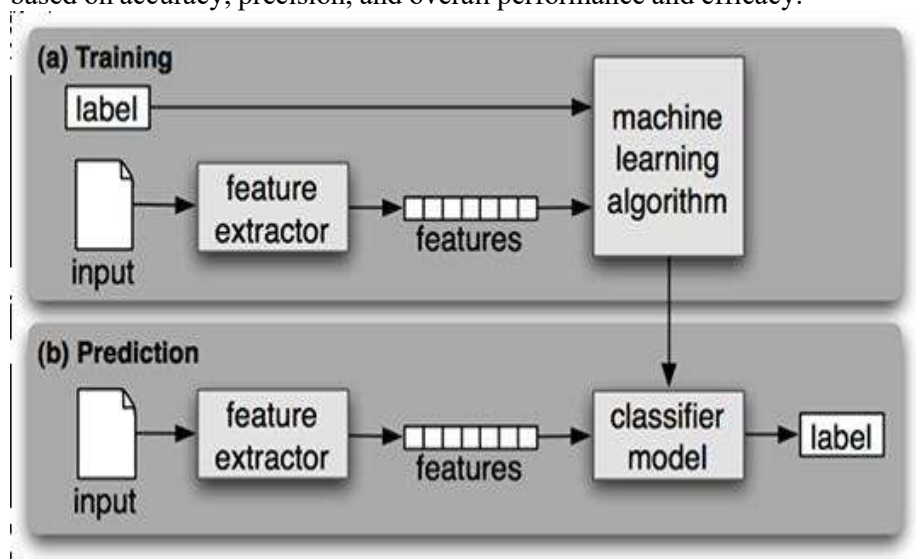 based on accuracy, precision, and overall performance and efficacy.
(a) Training
label
machine
learning
algorithm
feature
extractor
features
input
(b) Prediction
feature
extractor
features
input
classifier
model
label